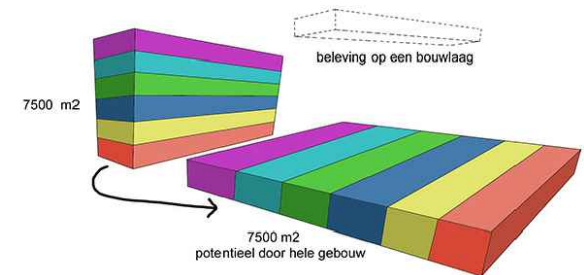 beleving op een bouwlaag
7500 m2
7500 m2
potentieel door hele gebouw